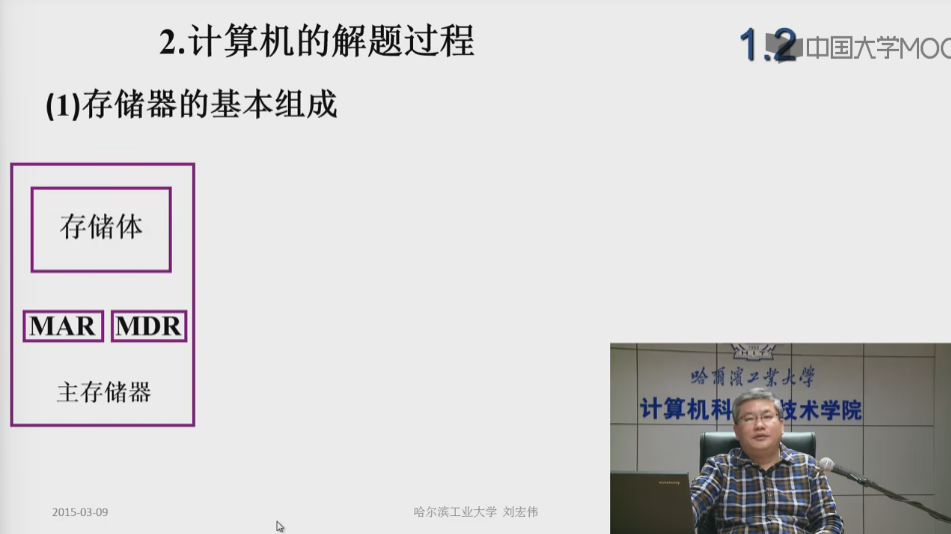 2.计算机的解题过程
1.2
中国大学MOO
(1)存储器的基本组成
存储体
MAR MDR
主存储器
HIT
哈尔滨工业大学
计算机科 技术学院
2015-03-09
哈尔滨工业大学 刘宏伟